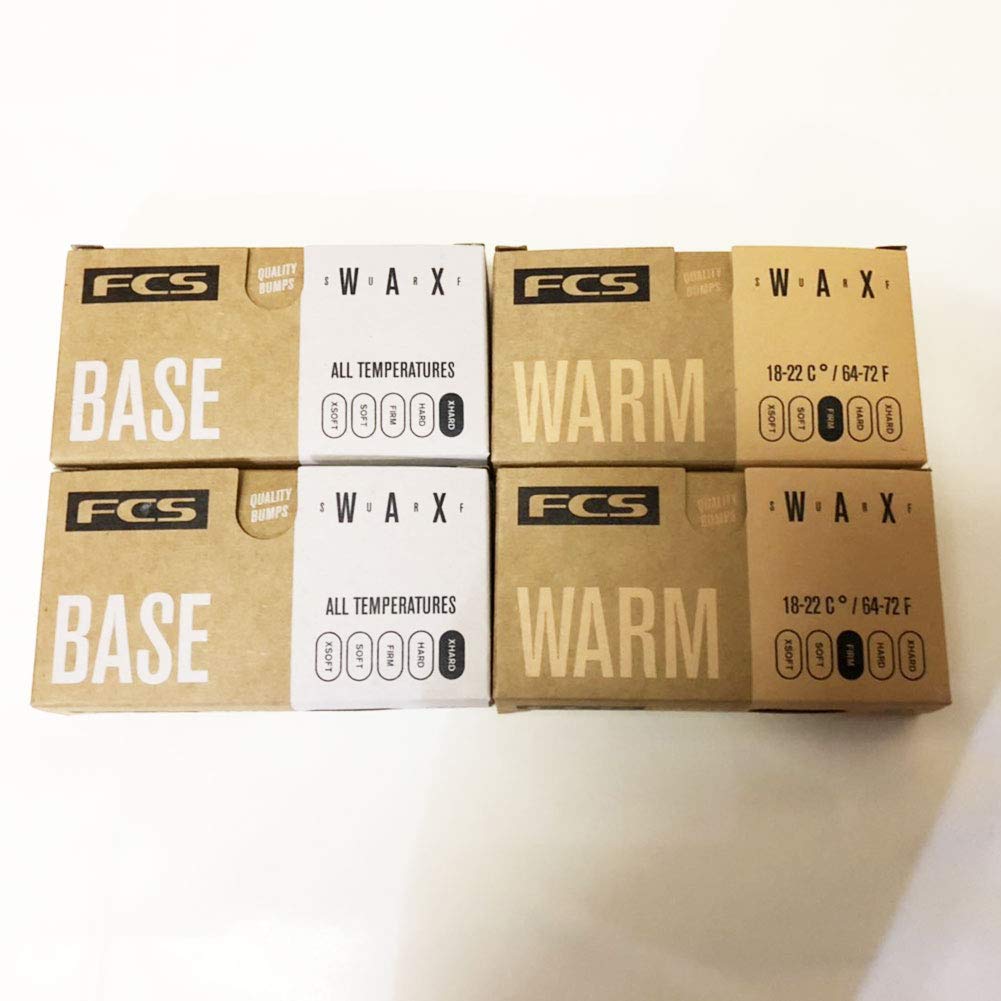 FCS
QUALITY
BUMPS
BASE
S W U A R X F
ALL TEMPERATURES
XSOFT SOFT FIRM HARD XHARD
FCS
QUALITY
BUMPS
WARM
S W U A R X F
18-22 C° / 64-72 F
XSOFT SOFT FIRM HARD XHARD
FCS
QUALITY
BUMPS
BASE
S W U A R X F
ALL TEMPERATURES
XSOFT SOFT FIRM HARD XHARD
FCS
QUALITY
BUMPS
WARM
S W U A R X F
18-22 C° / 64-72 F
XSOFT SOFT FIRM HARD XHARD